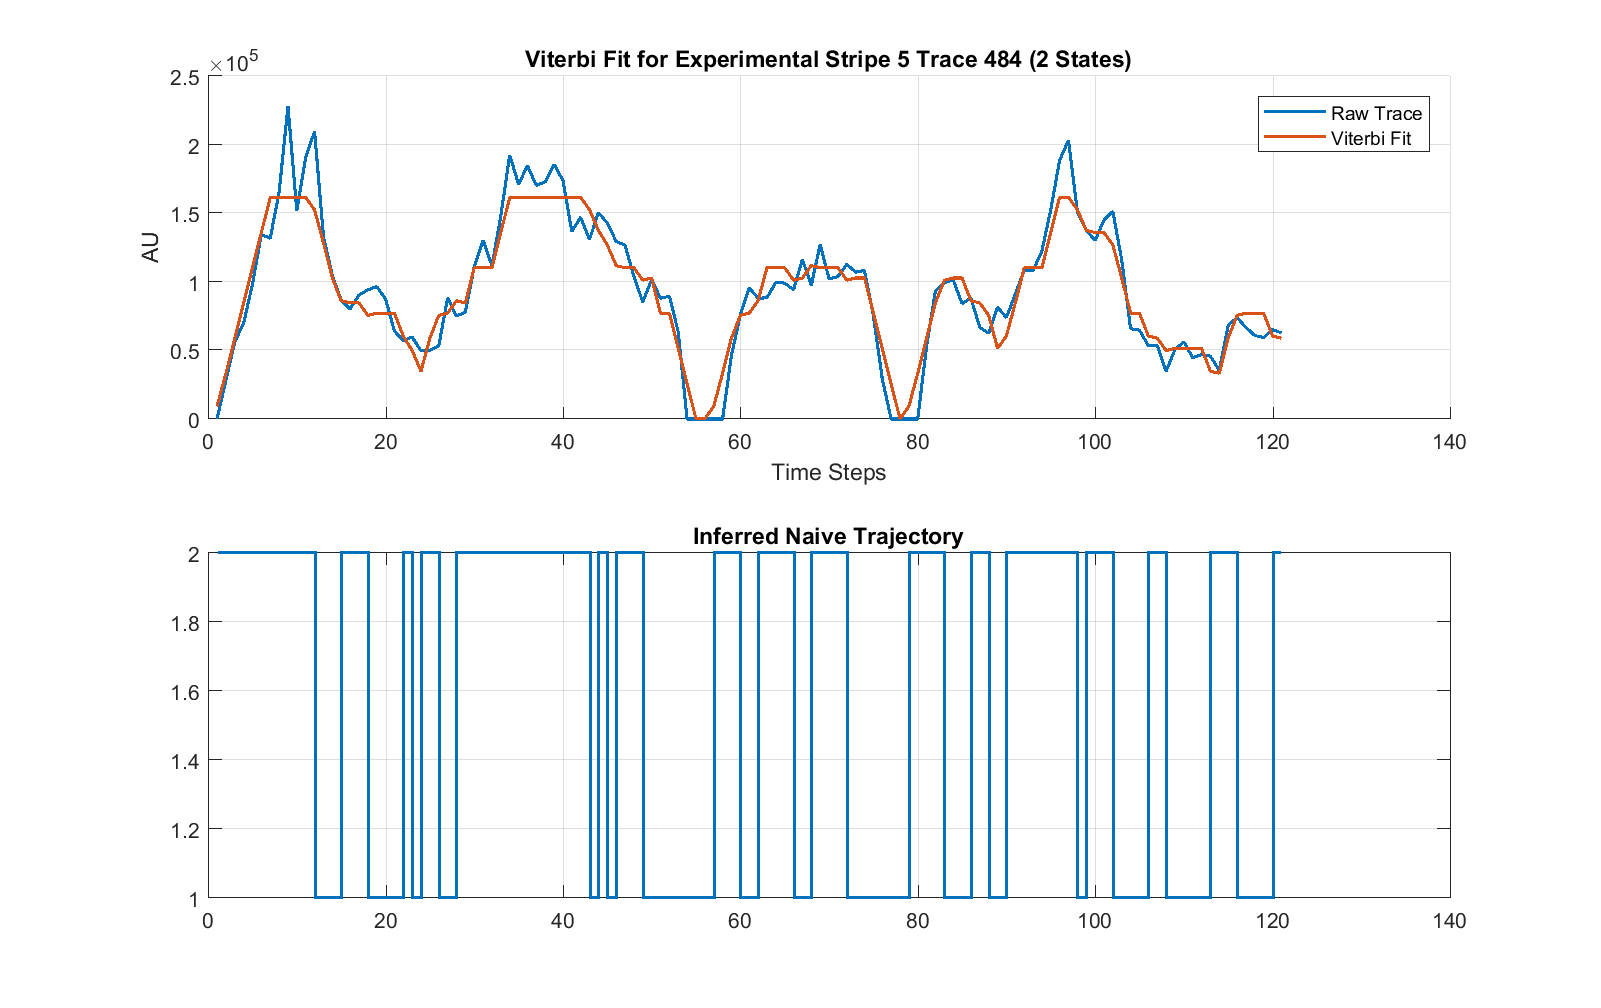 Viterbi Fit for Experimental Stripe 5 Trace 484 (2 States)
×10⁵
2.5
2
1.5
1
0.5
0
AU
Raw Trace
Viterbi Fit
0 20 40 60 80 100 120 140
Time Steps
Inferred Naive Trajectory
2
1.8
1.6
1.4
1.2
1
0 20 40 60 80 100 120 140